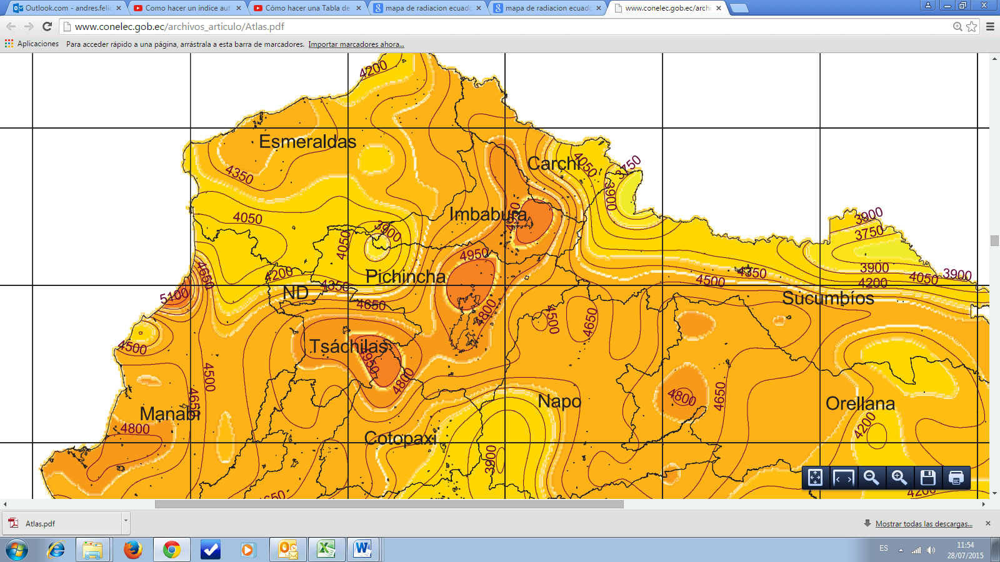 Outlook.com - andres.felic
Como hacer un indice aut
Cómo hacer una Tabla de
mapa de radiacion ecuado
mapa de radiacion ecuado
www.conelec.gob.ec/archi
www.conelec.gob.ec/archivos_articulo/Atlas.pdf
Aplicaciones
Para acceder rápido a una página, arrástrala a esta barra de marcadores. Importar marcadores ahora...
4200
Esmeraldas
4350
Carchi
4050
3750
3900
Imbabura
4950
4050
3900
4050
3900
3750
4950
4650
4200
Pichincha
4350
ND
5100
4650
4800
4500
4350
3900
4050
3900
4200
Sucumbíos
4500
4650
4500
Tsáchilas
4950
4800
4500
4650
Manabí
4800
Napo
4800
4650
Orellana
4200
Cotopaxi
3900
4650
4200
Atlas.pdf
Mostrar todas las descargas...
ES
11:54
28/07/2015